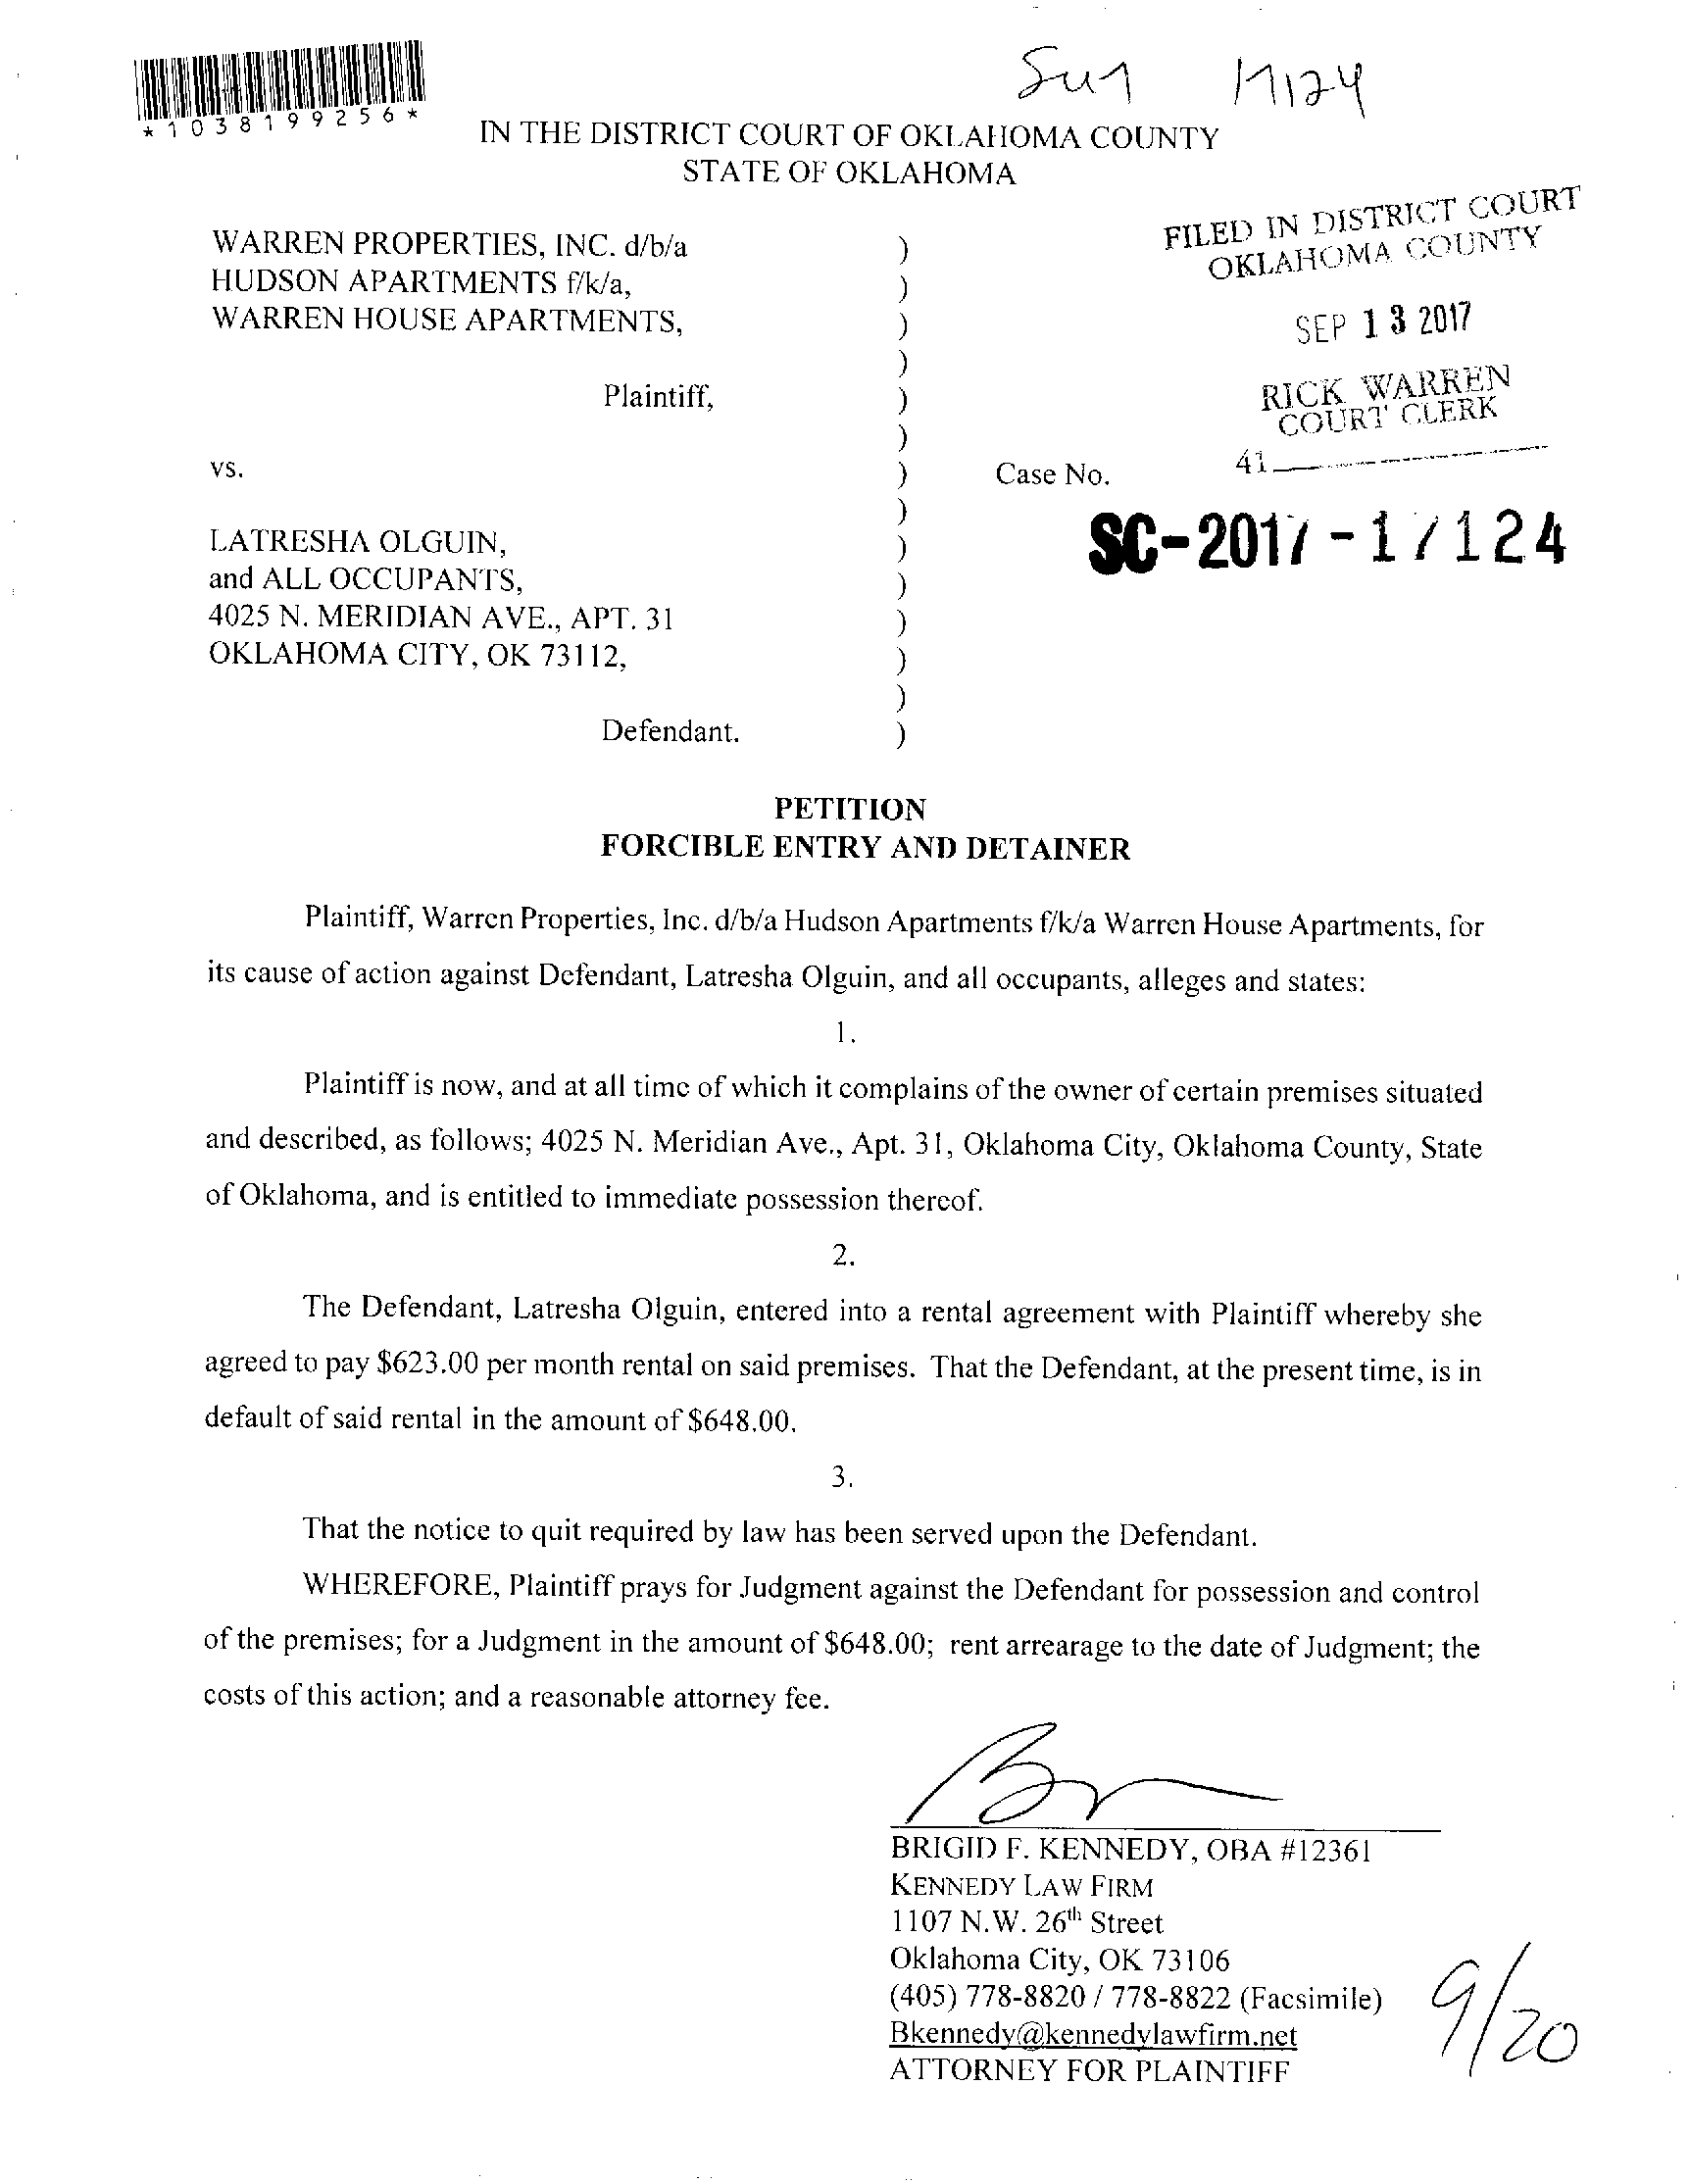 *1038199256*
17124
IN THE DISTRICT COURT OF OKLAHOMA COUNTY
STATE OF OKLAHOMA
FILED IN DISTRICT COURT
OKLAHOMA COUNTY
SEP 13 2017
RICK WARREN
COURT CLERK
41
WARREN PROPERTIES, INC. d/b/a )
HUDSON APARTMENTS f/k/a, )
WARREN HOUSE APARTMENTS, )
)
Plaintiff, )
)
vs. ) Case No.
)
SC-2017-17124
LATRESHA OLGUIN, )
and ALL OCCUPANTS, )
4025 N. MERIDIAN AVE., APT. 31 )
OKLAHOMA CITY, OK 73112, )
)
Defendant. )
PETITION
FORCIBLE ENTRY AND DETAINER
Plaintiff, Warren Properties, Inc. d/b/a Hudson Apartments f/k/a Warren House Apartments, for
its cause of action against Defendant, Latresha Olguin, and all occupants, alleges and states:
1.
Plaintiff is now, and at all time of which it complains of the owner of certain premises situated
and described, as follows; 4025 N. Meridian Ave., Apt. 31, Oklahoma City, Oklahoma County, State
of Oklahoma, and is entitled to immediate possession thereof.
2.
The Defendant, Latresha Olguin, entered into a rental agreement with Plaintiff whereby she
agreed to pay $623.00 per month rental on said premises. That the Defendant, at the present time, is in
default of said rental in the amount of $648.00.
3.
That the notice to quit required by law has been served upon the Defendant.
WHEREFORE, Plaintiff prays for Judgment against the Defendant for possession and control
of the premises; for a Judgment in the amount of $648.00; rent arrearage to the date of Judgment; the
costs of this action; and a reasonable attorney fee.
BRIGID F. KENNEDY, OBA #12361
KENNEDY LAW FIRM
1107 N.W. 26th Street
Oklahoma City, OK 73106
(405) 778-8820 / 778-8822 (Facsimile)
Bkennedy@kennedylawfirm.net
ATTORNEY FOR PLAINTIFF
9/20